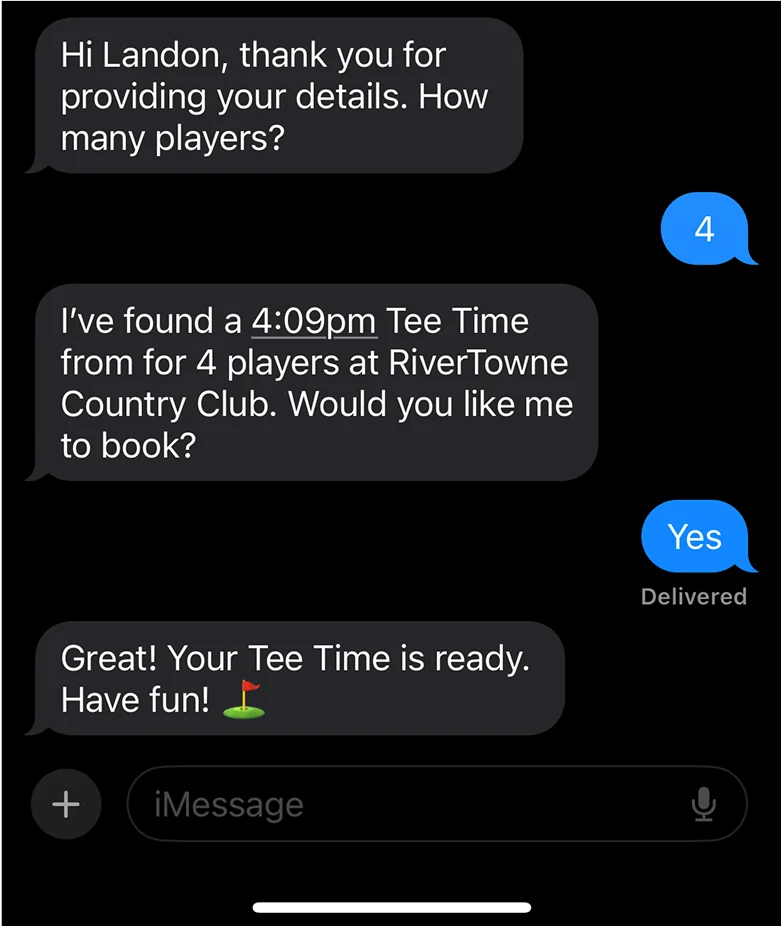 Hi Landon, thank you for
providing your details. How
many players?
4
I’ve found a 4:09pm Tee Time
from for 4 players at RiverTowne
Country Club. Would you like me
to book?
Yes
Delivered
Great! Your Tee Time is ready.
Have fun! ⛳
iMessage